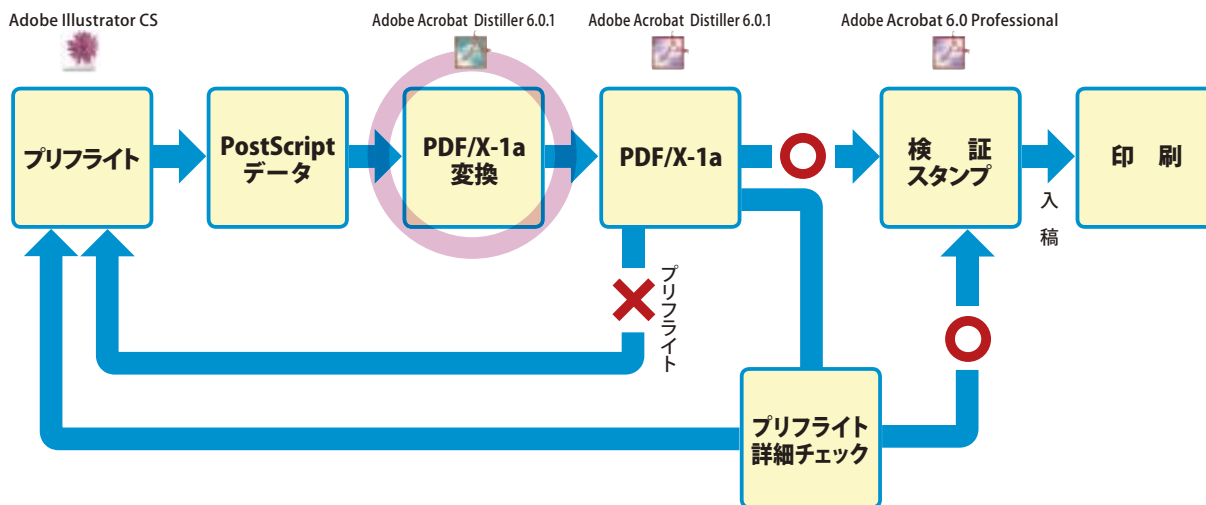 Adobe Illustrator CS
Adobe Acrobat Distiller 6.0.1
Adobe Acrobat Distiller 6.0.1
Adobe Acrobat 6.0 Professional
プリフライト
PostScript
データ
PDF/X-1a
変換
PDF/X-1a
検　証
スタンプ
入稿
印　刷
プリフライト
プリフライト
詳細チェック